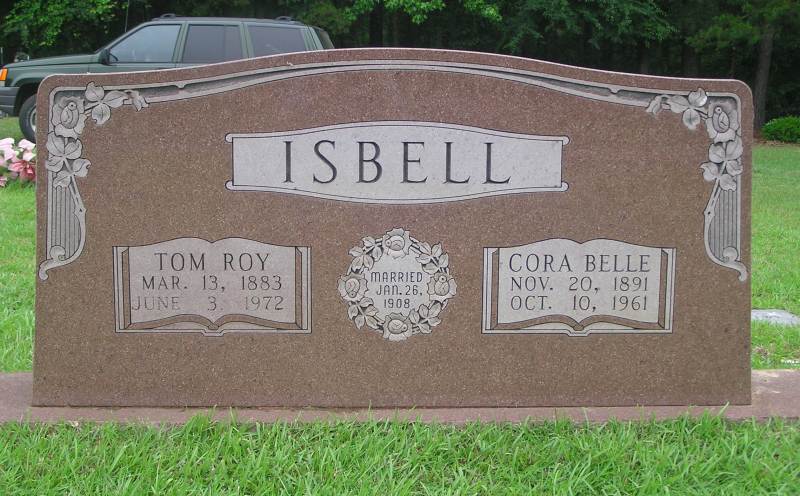 ISBELL
TOM ROY
MAR. 13, 1883
JUNE 3, 1972
MARRIED
JAN. 26,
1908
CORA BELLE
NOV. 20, 1891
OCT. 10, 1961